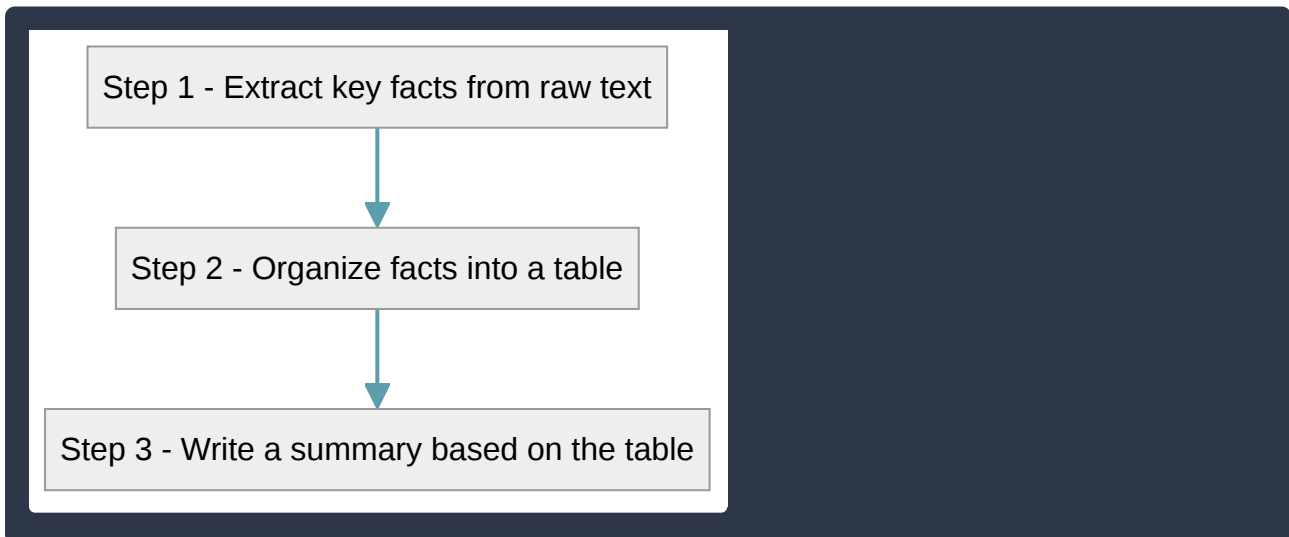 Step 1 - Extract key facts from raw text
Step 2 - Organize facts into a table
Step 3 - Write a summary based on the table